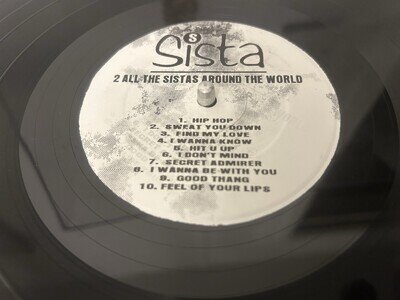 S
Sista
2 ALL THE SISTAS AROUND THE WORLD
1. HIP HOP
2. SWEAT YOU DOWN
3. FIND MY LOVE
4. I WANNA KNOW
5. HIT U UP
6. I DON'T MIND
7. SECRET ADMIRER
8. I WANNA BE WITH YOU
9. GOOD THANG
10. FEEL OF YOUR LIPS